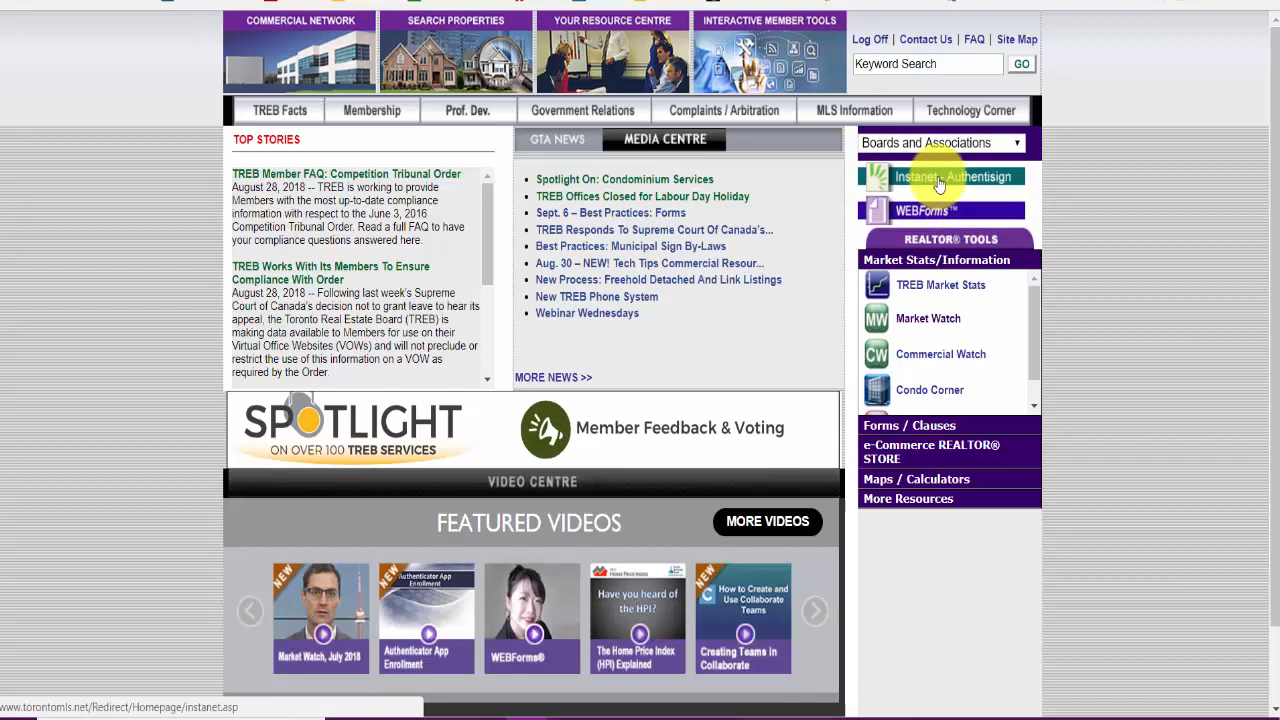 COMMERCIAL NETWORK
SEARCH PROPERTIES
YOUR RESOURCE CENTRE
INTERACTIVE MEMBER TOOLS
Log Off | Contact Us | FAQ | Site Map
Keyword Search
GO
TREB Facts
Membership
Prof. Dev.
Government Relations
Complaints / Arbitration
MLS Information
Technology Corner
TOP STORIES
TREB Member FAQ: Competition Tribunal Order
August 28, 2018 -- TREB is working to provide
Members with the most up-to-date compliance
information with respect to the June 3, 2016
Competition Tribunal Order. Read a full FAQ to have
your compliance questions answered here.
TREB Works With Its Members To Ensure
Compliance With Order
August 28, 2018 -- Following last week's Supreme
Court of Canada's decision not to grant leave to hear its
appeal, the Toronto Real Estate Board (TREB) is
making data available to Members for use on their
Virtual Office Websites (VOWs) and will not preclude or
restrict the use of this information on a VOW as
required by the Order.
GTA NEWS
MEDIA CENTRE
Spotlight On: Condominium Services
TREB Offices Closed for Labour Day Holiday
Sept. 6 – Best Practices: Forms
TREB Responds To Supreme Court Of Canada's...
Best Practices: Municipal Sign By-Laws
Aug. 30 – NEW! Tech Tips Commercial Resour...
New Process: Freehold Detached And Link Listings
New TREB Phone System
Webinar Wednesdays
MORE NEWS >>
Boards and Associations
Instanet - Authentisign
WEBForms™
REALTOR® TOOLS
Market Stats/Information
TREB Market Stats
MW Market Watch
CW Commercial Watch
Condo Corner
Forms / Clauses
e-Commerce REALTOR®
STORE
Maps / Calculators
More Resources
SPOTLIGHT
ON OVER 100 TREB SERVICES
Member Feedback & Voting
VIDEO CENTRE
FEATURED VIDEOS
MORE VIDEOS
NEW
Market Watch, July 2018
NEW
Authenticator App
Enrollment
Authenticator App
Enrollment
WEBForms®
HOME PRICE INDEX
Have you heard of
the HPI?
The Home Price Index
(HPI) Explained
NEW
How to Create and
Use Collaborate
Teams
Creating Teams in
Collaborate
www.torontomls.net/Redirect/Homepage/instanet.asp